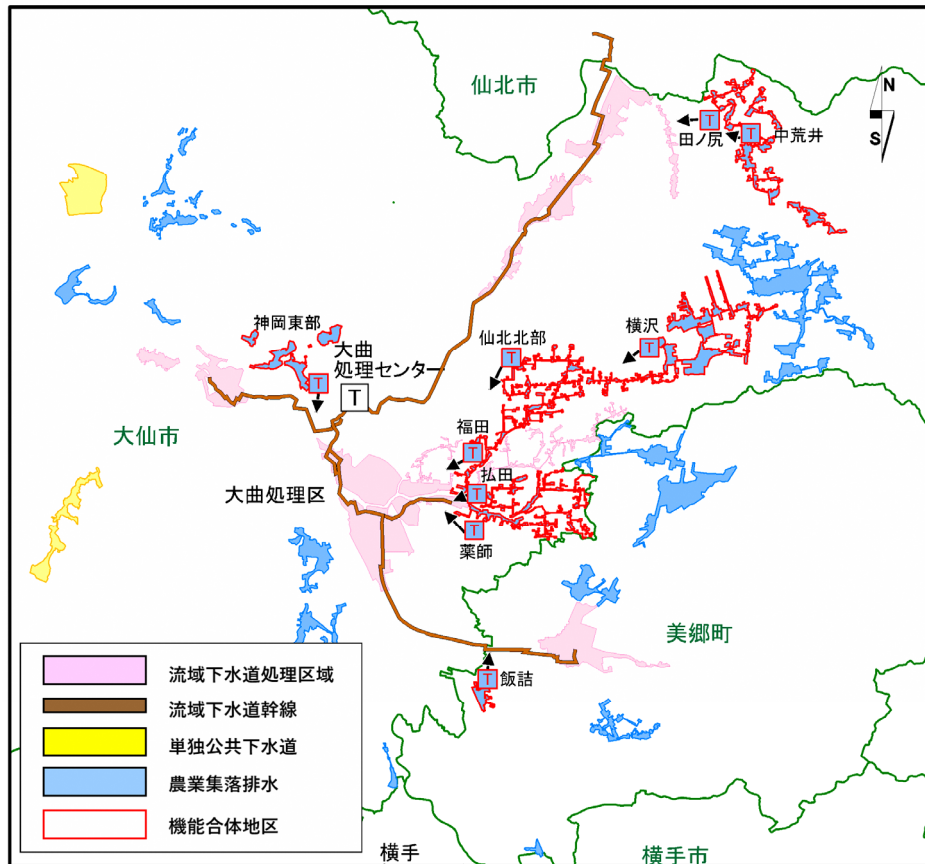 仙北市
N
S
T
田ノ尻
T
中荒井
神岡東部
大曲
処理センター
T
T
仙北北部
T
横沢
T
大仙市
福田
T
払田
T
大曲処理区
薬師
T
美郷町
T
飯詰
流域下水道処理区域
流域下水道幹線
単独公共下水道
農業集落排水
機能合体地区
横手
横手市